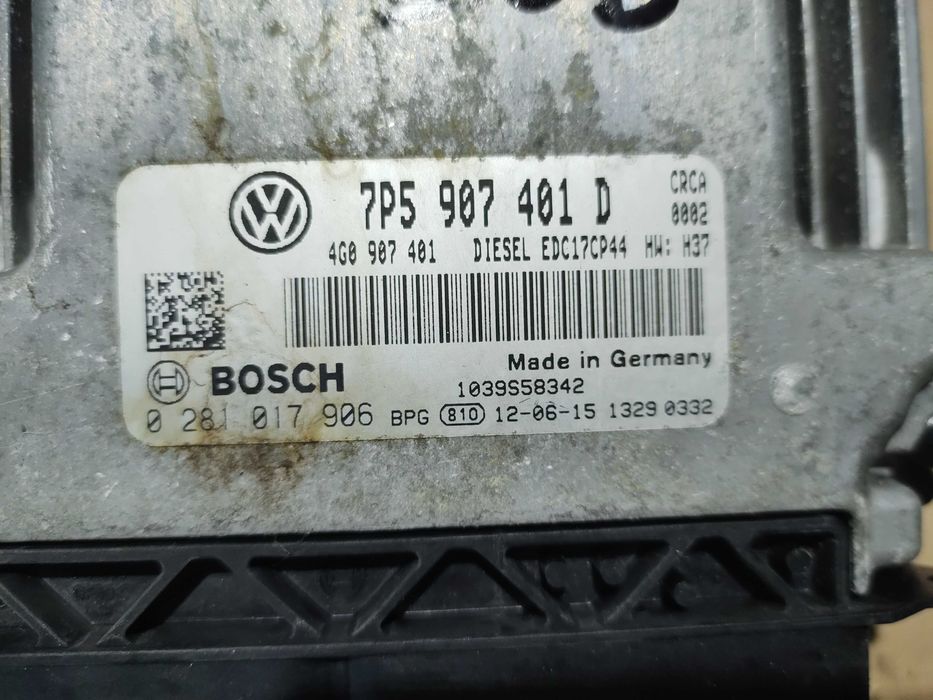 7P5 907 401 D CRCA
0002
4G0 907 401 DIESEL EDC17CP44 HW: H37
Made in Germany
BOSCH
1039S58342
0 281 017 906 BPG 810 12-06-15 1329 0332